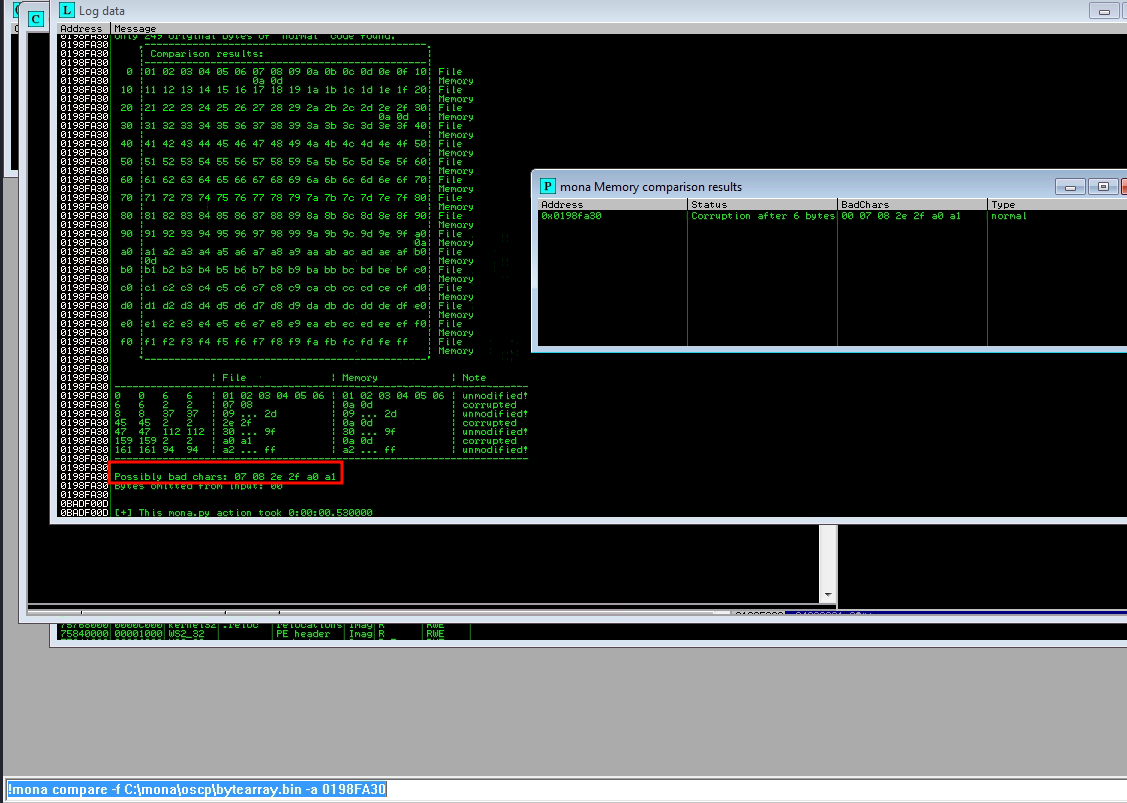 Log data
Address Message
0198FA30 Only 249 original bytes of "normal" code found.
0198FA30
0198FA30 Comparison results:
0198FA30
0198FA30 0 01 02 03 04 05 06 07 08 09 0a 0b 0c 0d 0e 0f 10 File
0198FA30 0a 0d Memory
0198FA30 10 11 12 13 14 15 16 17 18 19 1a 1b 1c 1d 1e 1f 20 File
0198FA30 Memory
0198FA30 20 21 22 23 24 25 26 27 28 29 2a 2b 2c 2d 2e 2f 30 File
0198FA30 0a 0d Memory
0198FA30 30 31 32 33 34 35 36 37 38 39 3a 3b 3c 3d 3e 3f 40 File
0198FA30 Memory
0198FA30 40 41 42 43 44 45 46 47 48 49 4a 4b 4c 4d 4e 4f 50 File
0198FA30 Memory
0198FA30 50 51 52 53 54 55 56 57 58 59 5a 5b 5c 5d 5e 5f 60 File
0198FA30 Memory
0198FA30 60 61 62 63 64 65 66 67 68 69 6a 6b 6c 6d 6e 6f 70 File
0198FA30 Memory
0198FA30 70 71 72 73 74 75 76 77 78 79 7a 7b 7c 7d 7e 7f 80 File
0198FA30 Memory
0198FA30 80 81 82 83 84 85 86 87 88 89 8a 8b 8c 8d 8e 8f 90 File
0198FA30 Memory
0198FA30 90 91 92 93 94 95 96 97 98 99 9a 9b 9c 9d 9e 9f a0 File
0198FA30 0a Memory
0198FA30 a0 a1 a2 a3 a4 a5 a6 a7 a8 a9 aa ab ac ad ae af b0 File
0198FA30 0d Memory
0198FA30 b0 b1 b2 b3 b4 b5 b6 b7 b8 b9 ba bb bc bd be bf c0 File
0198FA30 Memory
0198FA30 c0 c1 c2 c3 c4 c5 c6 c7 c8 c9 ca cb cc cd ce cf d0 File
0198FA30 Memory
0198FA30 d0 d1 d2 d3 d4 d5 d6 d7 d8 d9 da db dc dd de df e0 File
0198FA30 Memory
0198FA30 e0 e1 e2 e3 e4 e5 e6 e7 e8 e9 ea eb ec ed ee ef f0 File
0198FA30 Memory
0198FA30 f0 f1 f2 f3 f4 f5 f6 f7 f8 f9 fa fb fc fd fe ff File
0198FA30 Memory
0198FA30
0198FA30
0198FA30 | File | Memory | Note
0198FA30
0198FA30 0 0 6 6 | 01 02 03 04 05 06 | 01 02 03 04 05 06 | unmodified!
0198FA30 6 6 2 2 | 07 08 | 0a 0d | corrupted
0198FA30 8 8 37 37 | 09 ... 2d | 09 ... 2d | unmodified!
0198FA30 45 45 2 2 | 2e 2f | 0a 0d | corrupted
0198FA30 47 47 112 112 | 30 ... 9f | 30 ... 9f | unmodified!
0198FA30 159 159 2 2 | a0 a1 | 0a 0d | corrupted
0198FA30 161 161 94 94 | a2 ... ff | a2 ... ff | unmodified!
0198FA30
0198FA30
0198FA30 Possibly bad chars: 07 08 2e 2f a0 a1
0198FA30 Bytes omitted from input: 00
0198FA30
0BADF00D
0BADF00D [+] This mona.py action took 0:00:00.530000
mona Memory comparison results
Address Status BadChars Type
0x0198fa30 Corruption after 6 bytes 00 07 08 2e 2f a0 a1 normal
75768000 0000C000 kernel32 .reloc relocations Imag R RWE
75840000 00001000 WS2_32 PE header Imag R RWE
!mona compare -f C:\mona\oscp\bytearray.bin -a 0198FA30